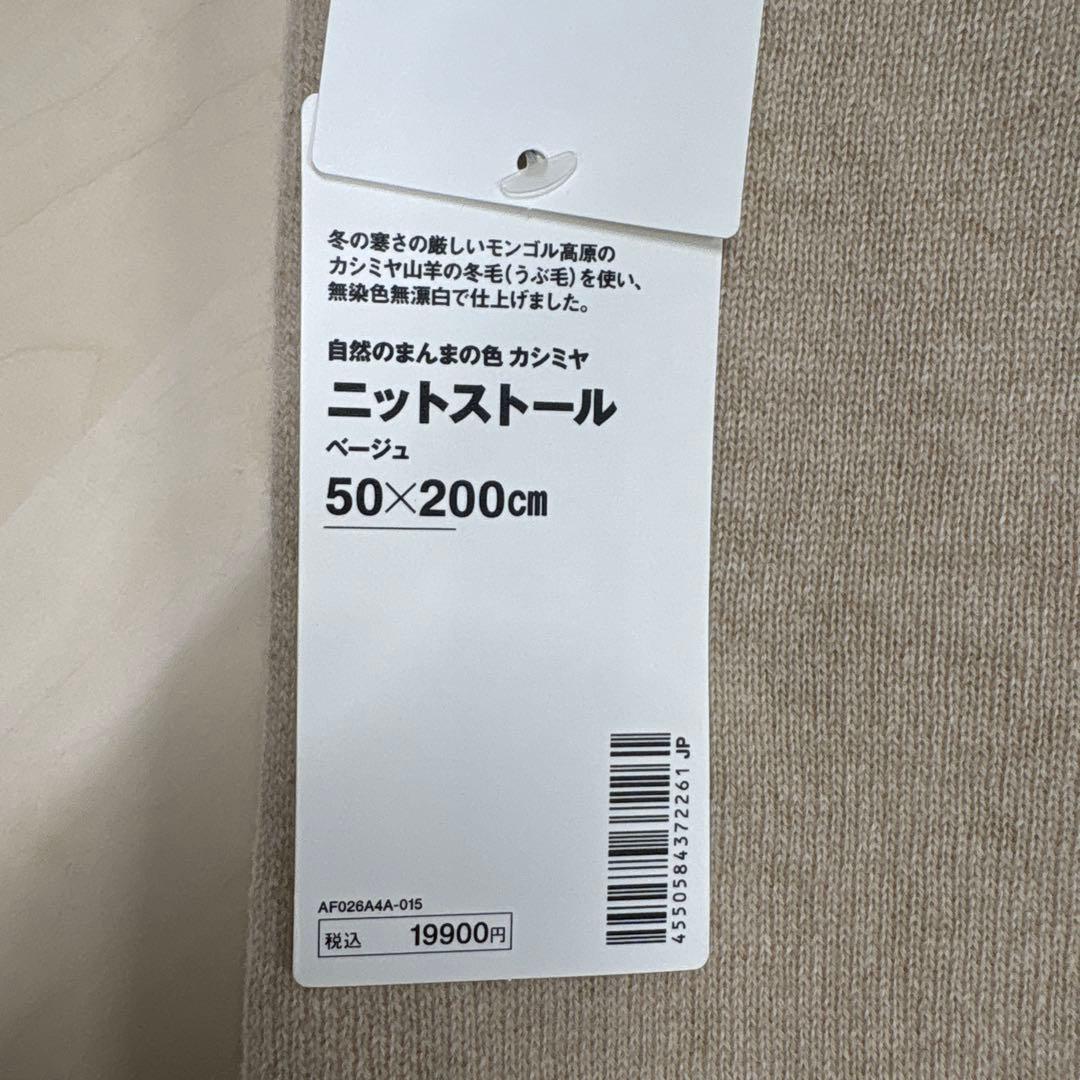 冬の寒さの厳しいモンゴル高原の
カシミヤ山羊の冬毛(うぶ毛)を使い、
無染色無漂白で仕上げました。
自然のまんまの色 カシミヤ
ニットストール
ベージュ
50×200cm
4550584372261 JP
AF026A4A-015
税込 19900円